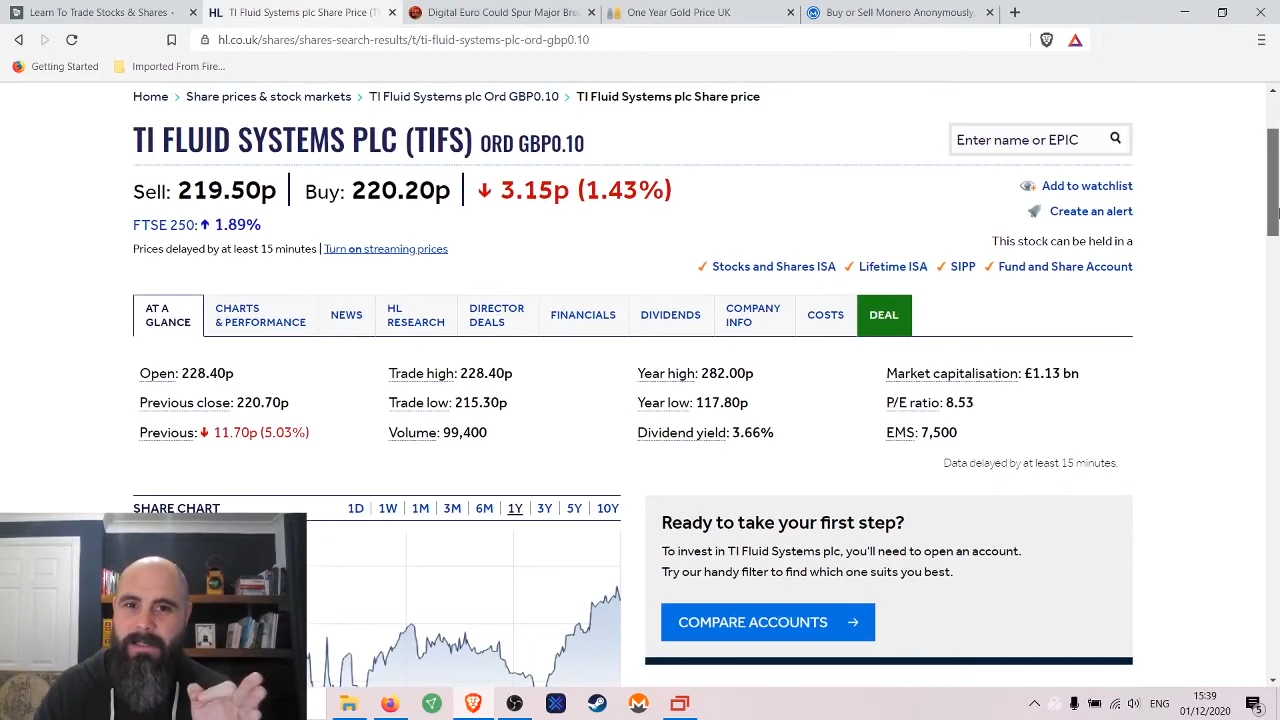 Learn To Trade Stocks & Option
TI Fluid Systems plc Ord GBP0.10
Digital Euro Could Spur Major Bre
One Year Gold Price UK
Buy or Sell Monero Anonymously.
hl.co.uk/shares/shares-search-results/t/ti-fluid-systems-plc-ord-gbp0.10
Getting Started
Imported From Fire...
Home > Share prices & stock markets > TI Fluid Systems plc Ord GBP0.10 > TI Fluid Systems plc Share price
TI FLUID SYSTEMS PLC (TIFS) ORD GBP0.10
Enter name or EPIC
Sell: 219.50p | Buy: 220.20p | ↓ 3.15p (1.43%)
Add to watchlist
FTSE 250: ↑ 1.89%
Create an alert
Prices delayed by at least 15 minutes | Turn on streaming prices
This stock can be held in a
✓ Stocks and Shares ISA ✓ Lifetime ISA ✓ SIPP ✓ Fund and Share Account
AT A
GLANCE
CHARTS
& PERFORMANCE
NEWS
HL
RESEARCH
DIRECTOR
DEALS
FINANCIALS
DIVIDENDS
COMPANY
INFO
COSTS
DEAL
Open: 228.40p
Trade high: 228.40p
Year high: 282.00p
Market capitalisation: £1.13 bn
Previous close: 220.70p
Trade low: 215.30p
Year low: 117.80p
P/E ratio: 8.53
Previous: ↓ 11.70p (5.03%)
Volume: 99,400
Dividend yield: 3.66%
EMS: 7,500
Data delayed by at least 15 minutes.
SHARE CHART
1D | 1W | 1M | 3M | 6M | 1Y | 3Y | 5Y | 10Y
Ready to take your first step?
To invest in TI Fluid Systems plc, you'll need to open an account.
Try our handy filter to find which one suits you best.
COMPARE ACCOUNTS →
ENG
15:39
01/12/2020
5